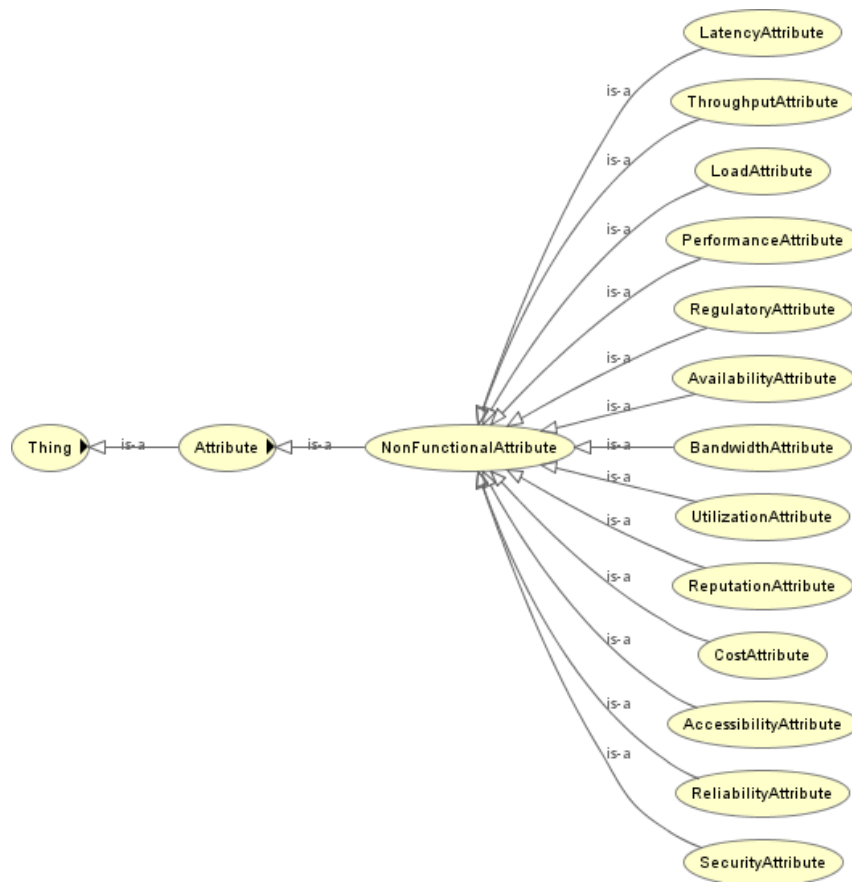 LatencyAttribute
is-a
ThroughputAttribute
is-a
LoadAttribute
is-a
PerformanceAttribute
is-a
RegulatoryAttribute
is-a
AvailabilityAttribute
is-a
Thing
is-a
Attribute
is-a
NonFunctionalAttribute
is-a
BandwidthAttribute
is-a
UtilizationAttribute
is-a
ReputationAttribute
is-a
CostAttribute
is-a
AccessibilityAttribute
is-a
ReliabilityAttribute
is-a
SecurityAttribute